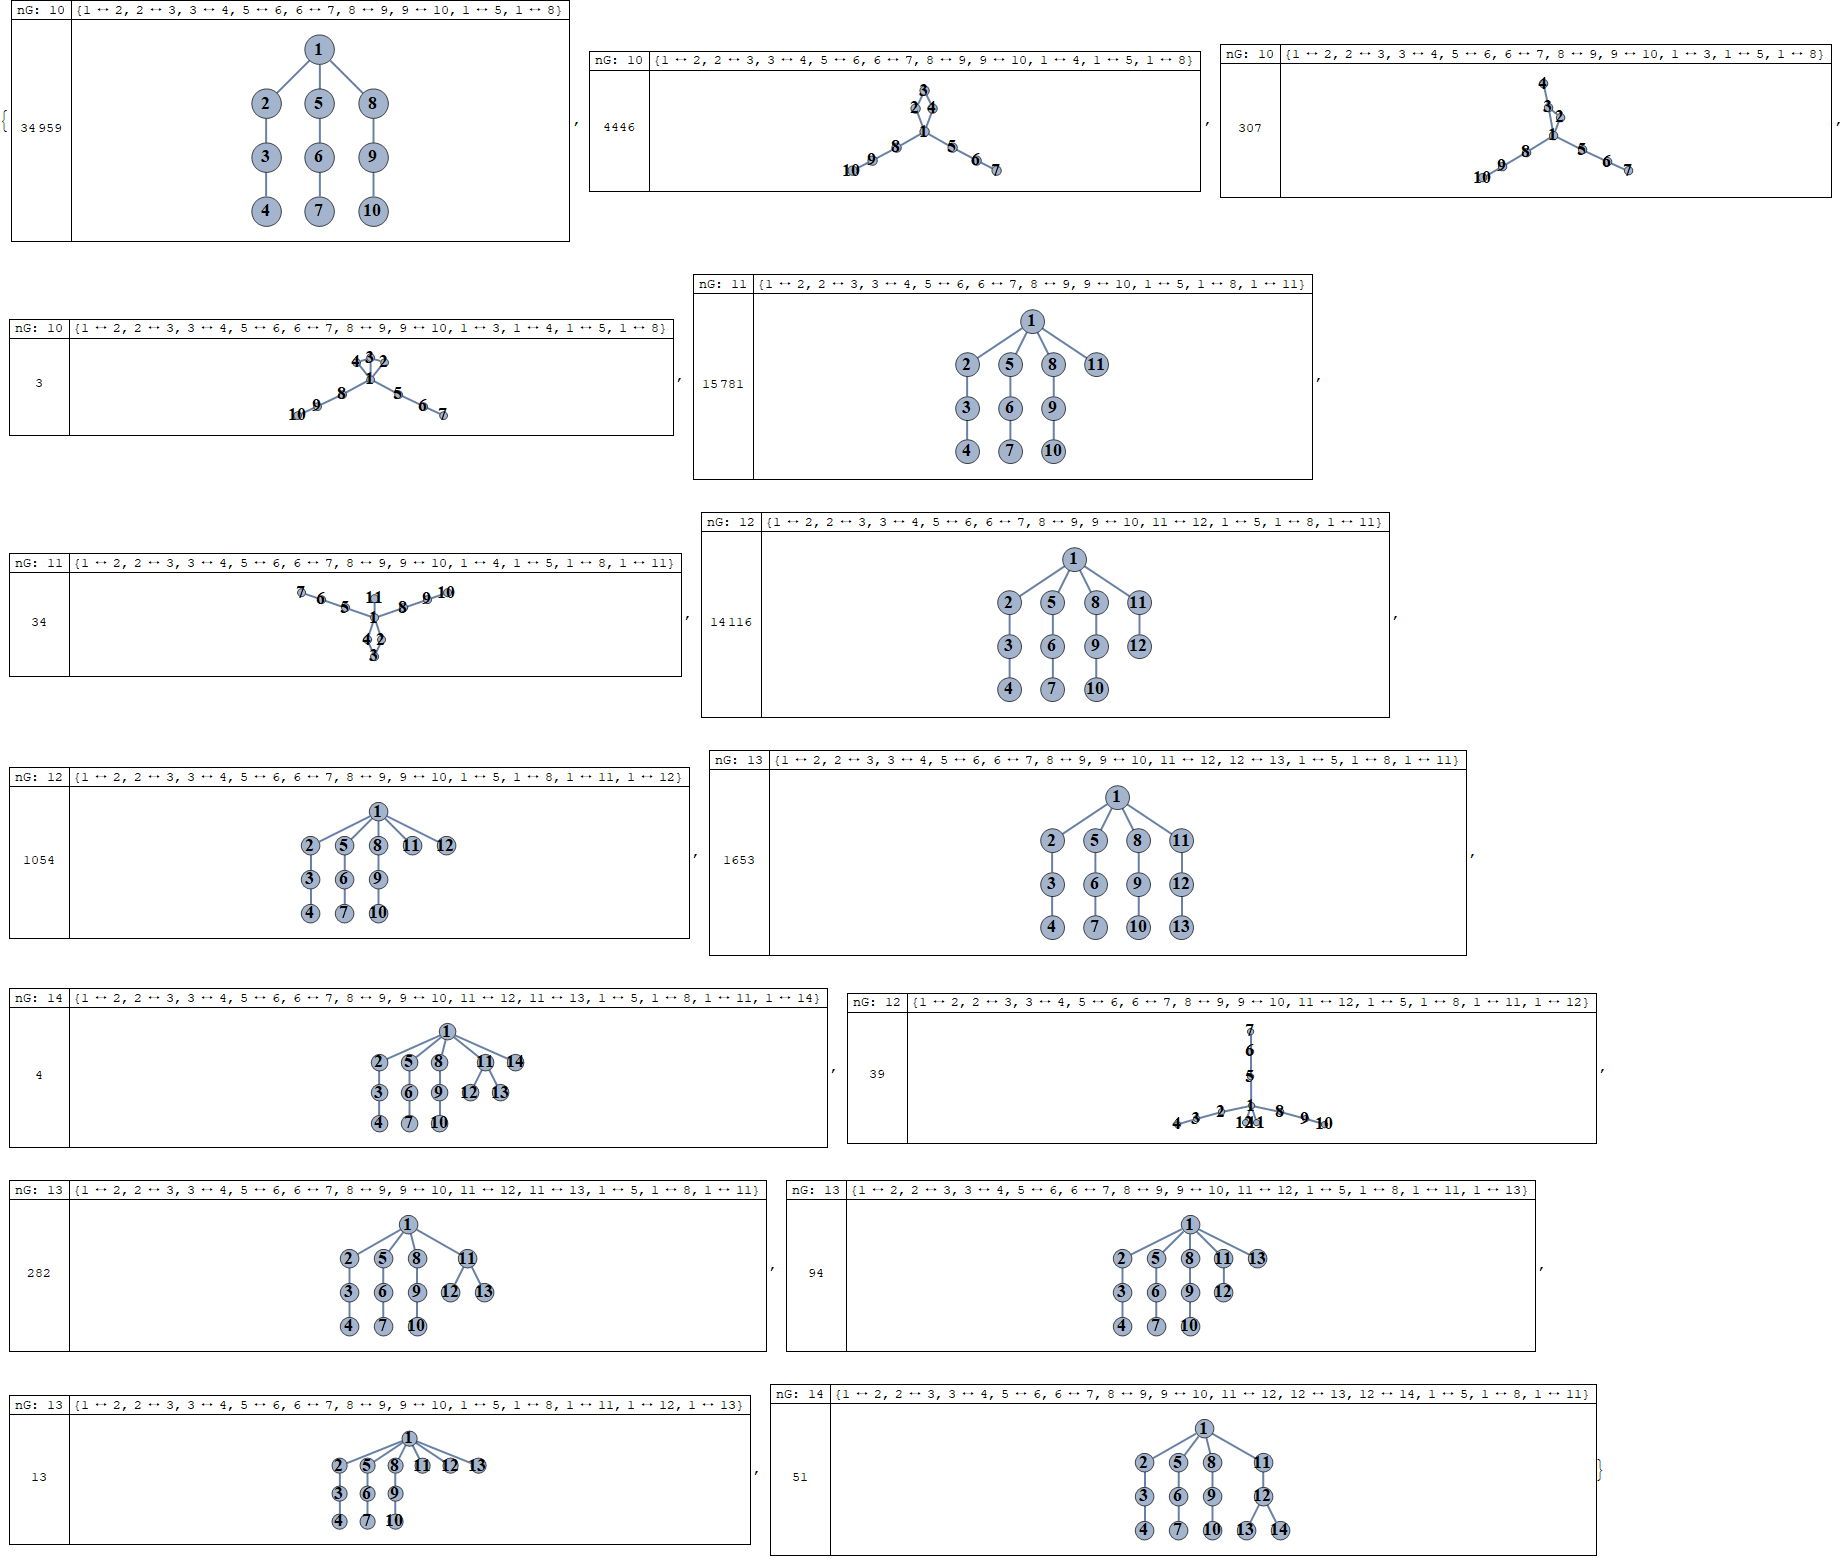 nG: 10 {1 ↔ 2, 2 ↔ 3, 3 ↔ 4, 5 ↔ 6, 6 ↔ 7, 8 ↔ 9, 9 ↔ 10, 1 ↔ 5, 1 ↔ 8}
{ 34959
1
2 5 8
3 6 9
4 7 10
,
nG: 10 {1 ↔ 2, 2 ↔ 3, 3 ↔ 4, 5 ↔ 6, 6 ↔ 7, 8 ↔ 9, 9 ↔ 10, 1 ↔ 4, 1 ↔ 5, 1 ↔ 8}
4446
3
2 4
1
8 5
9 6
10 7
,
nG: 10 {1 ↔ 2, 2 ↔ 3, 3 ↔ 4, 5 ↔ 6, 6 ↔ 7, 8 ↔ 9, 9 ↔ 10, 1 ↔ 3, 1 ↔ 5, 1 ↔ 8}
307
4
3 2
1
8 5
9 6
10 7
,
nG: 10 {1 ↔ 2, 2 ↔ 3, 3 ↔ 4, 5 ↔ 6, 6 ↔ 7, 8 ↔ 9, 9 ↔ 10, 1 ↔ 3, 1 ↔ 4, 1 ↔ 5, 1 ↔ 8}
3
4 3 2
1
8 5
9 6
10 7
,
nG: 11 {1 ↔ 2, 2 ↔ 3, 3 ↔ 4, 5 ↔ 6, 6 ↔ 7, 8 ↔ 9, 9 ↔ 10, 1 ↔ 5, 1 ↔ 8, 1 ↔ 11}
15781
1
2 5 8 11
3 6 9
4 7 10
,
nG: 11 {1 ↔ 2, 2 ↔ 3, 3 ↔ 4, 5 ↔ 6, 6 ↔ 7, 8 ↔ 9, 9 ↔ 10, 1 ↔ 4, 1 ↔ 5, 1 ↔ 8, 1 ↔ 11}
34
7 6 5 11 8 9 10
1
4 2
3
,
nG: 12 {1 ↔ 2, 2 ↔ 3, 3 ↔ 4, 5 ↔ 6, 6 ↔ 7, 8 ↔ 9, 9 ↔ 10, 11 ↔ 12, 1 ↔ 5, 1 ↔ 8, 1 ↔ 11}
14116
1
2 5 8 11
3 6 9 12
4 7 10
,
nG: 12 {1 ↔ 2, 2 ↔ 3, 3 ↔ 4, 5 ↔ 6, 6 ↔ 7, 8 ↔ 9, 9 ↔ 10, 1 ↔ 5, 1 ↔ 8, 1 ↔ 11, 1 ↔ 12}
1054
1
2 5 8 11 12
3 6 9
4 7 10
,
nG: 13 {1 ↔ 2, 2 ↔ 3, 3 ↔ 4, 5 ↔ 6, 6 ↔ 7, 8 ↔ 9, 9 ↔ 10, 11 ↔ 12, 12 ↔ 13, 1 ↔ 5, 1 ↔ 8, 1 ↔ 11}
1653
1
2 5 8 11
3 6 9 12
4 7 10 13
,
nG: 14 {1 ↔ 2, 2 ↔ 3, 3 ↔ 4, 5 ↔ 6, 6 ↔ 7, 8 ↔ 9, 9 ↔ 10, 11 ↔ 12, 11 ↔ 13, 1 ↔ 5, 1 ↔ 8, 1 ↔ 11, 1 ↔ 14}
4
1
2 5 8 11 14
3 6 9 12 13
4 7 10
,
nG: 12 {1 ↔ 2, 2 ↔ 3, 3 ↔ 4, 5 ↔ 6, 6 ↔ 7, 8 ↔ 9, 9 ↔ 10, 11 ↔ 12, 1 ↔ 5, 1 ↔ 8, 1 ↔ 11, 1 ↔ 12}
39
7
6
5
1
4 3 2 12 11 8 9 10
,
nG: 13 {1 ↔ 2, 2 ↔ 3, 3 ↔ 4, 5 ↔ 6, 6 ↔ 7, 8 ↔ 9, 9 ↔ 10, 11 ↔ 12, 11 ↔ 13, 1 ↔ 5, 1 ↔ 8, 1 ↔ 11}
282
1
2 5 8 11
3 6 9 12 13
4 7 10
,
nG: 13 {1 ↔ 2, 2 ↔ 3, 3 ↔ 4, 5 ↔ 6, 6 ↔ 7, 8 ↔ 9, 9 ↔ 10, 11 ↔ 12, 1 ↔ 5, 1 ↔ 8, 1 ↔ 11, 1 ↔ 13}
94
1
2 5 8 11 13
3 6 9 12
4 7 10
,
nG: 13 {1 ↔ 2, 2 ↔ 3, 3 ↔ 4, 5 ↔ 6, 6 ↔ 7, 8 ↔ 9, 9 ↔ 10, 1 ↔ 5, 1 ↔ 8, 1 ↔ 11, 1 ↔ 12, 1 ↔ 13}
13
1
2 5 8 11 12 13
3 6 9
4 7 10
,
nG: 14 {1 ↔ 2, 2 ↔ 3, 3 ↔ 4, 5 ↔ 6, 6 ↔ 7, 8 ↔ 9, 9 ↔ 10, 11 ↔ 12, 12 ↔ 13, 12 ↔ 14, 1 ↔ 5, 1 ↔ 8, 1 ↔ 11}
51
1
2 5 8 11
3 6 9 12
4 7 10 13 14
}